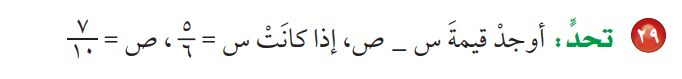 ٢٩ تحدٍّ: أوجدْ قيمةَ س _ ص، إذا كانَتْ س = ٥/٦ ، ص = ٧/١٠